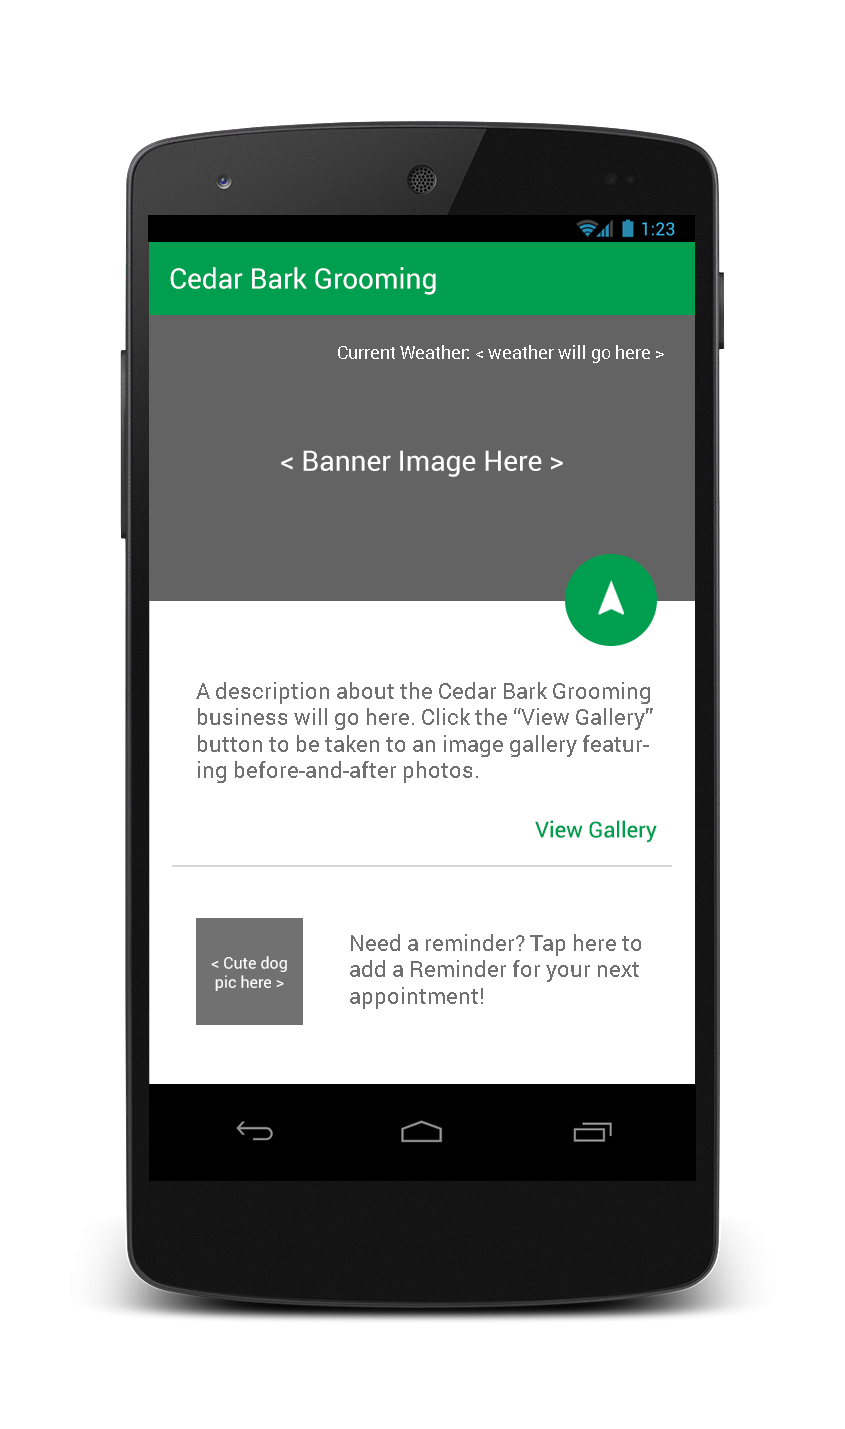 1:23
Cedar Bark Grooming
Current Weather: < weather will go here >
< Banner Image Here >
A description about the Cedar Bark Grooming
business will go here. Click the “View Gallery”
button to be taken to an image gallery featur-
ing before-and-after photos.
View Gallery
< Cute dog
pic here >
Need a reminder? Tap here to
add a Reminder for your next
appointment!